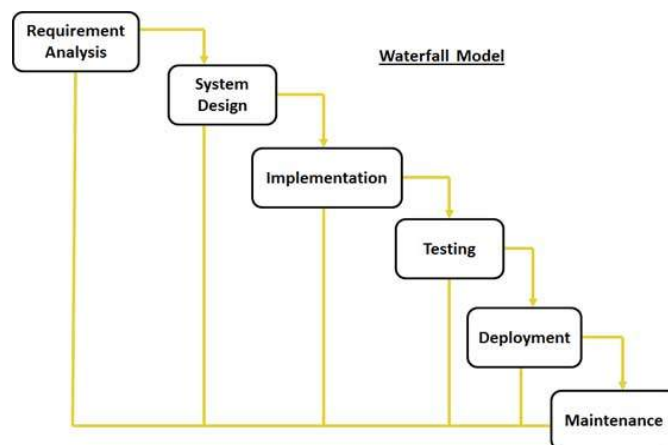 Requirement
Analysis
Waterfall Model
System
Design
Implementation
Testing
Deployment
Maintenance